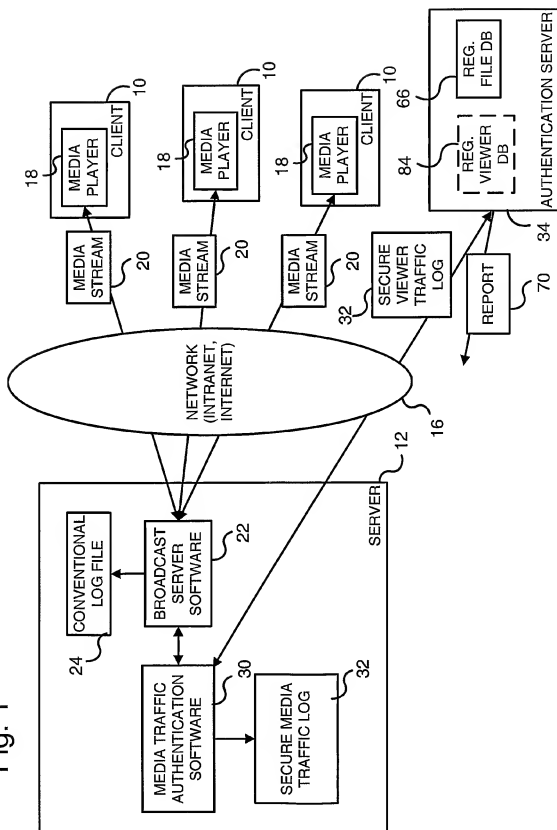 Fig. 1
CONVENTIONAL
LOG FILE
24
BROADCAST
SERVER
SOFTWARE
22
MEDIA TRAFFIC
AUTHENTICATION
SOFTWARE
30
SECURE MEDIA
TRAFFIC LOG
32
SERVER
12
NETWORK
(INTRANET,
INTERNET)
16
MEDIA
STREAM
20
MEDIA
STREAM
20
MEDIA
STREAM
20
18
MEDIA
PLAYER
CLIENT
10
18
MEDIA
PLAYER
CLIENT
10
18
MEDIA
PLAYER
CLIENT
10
SECURE
VIEWER
TRAFFIC
LOG
32
REPORT
70
REG.
VIEWER
DB
84
REG.
FILE DB
66
AUTHENTICATION SERVER
34